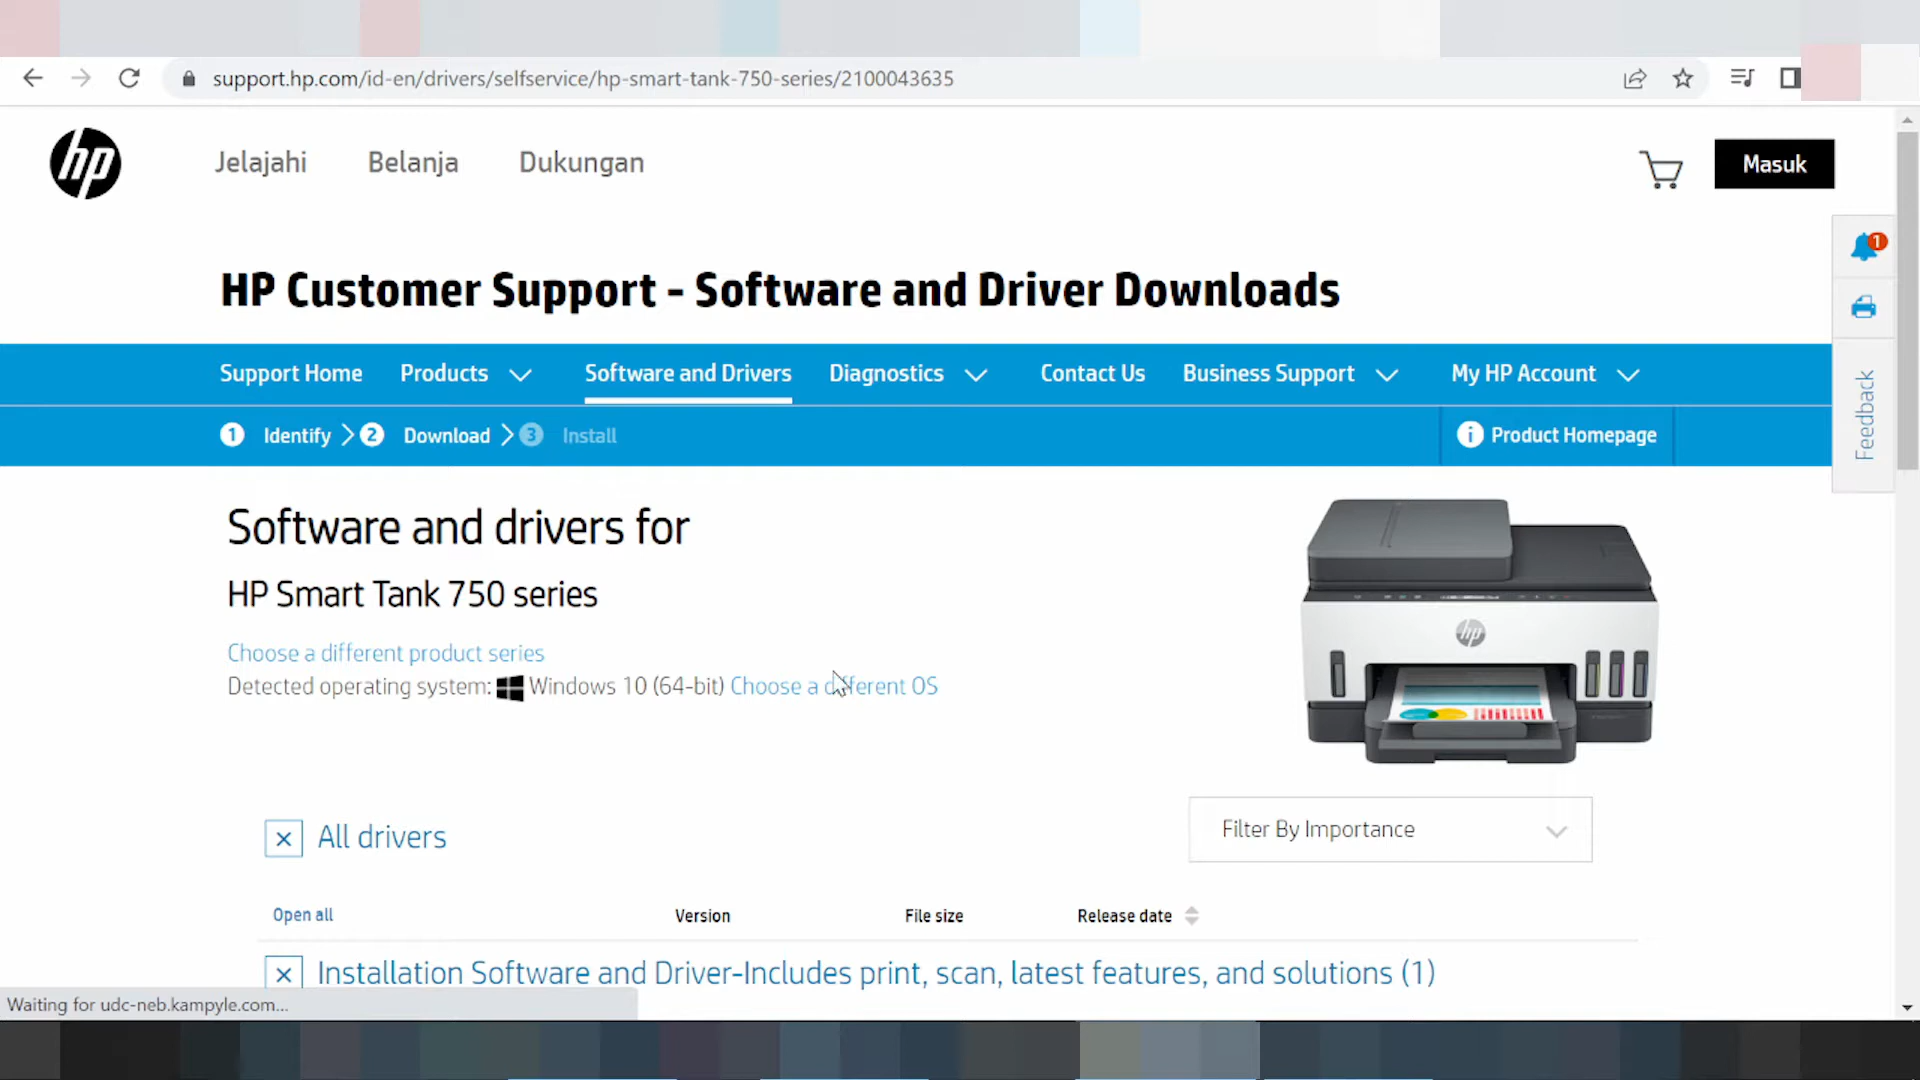 support.hp.com/id-en/drivers/selfservice/hp-smart-tank-750-series/2100043635
hp Jelajahi Belanja Dukungan Masuk
1
HP Customer Support - Software and Driver Downloads
Support Home Products Software and Drivers Diagnostics Contact Us Business Support My HP Account
Feedback
1 Identify 2 Download 3 Install Product Homepage
Software and drivers for
HP Smart Tank 750 series
hp
Choose a different product series
Detected operating system: Windows 10 (64-bit) Choose a different OS
All drivers Filter By Importance
Open all Version File size Release date
Installation Software and Driver-Includes print, scan, latest features, and solutions (1)
Waiting for udc-neb.kampyle.com...